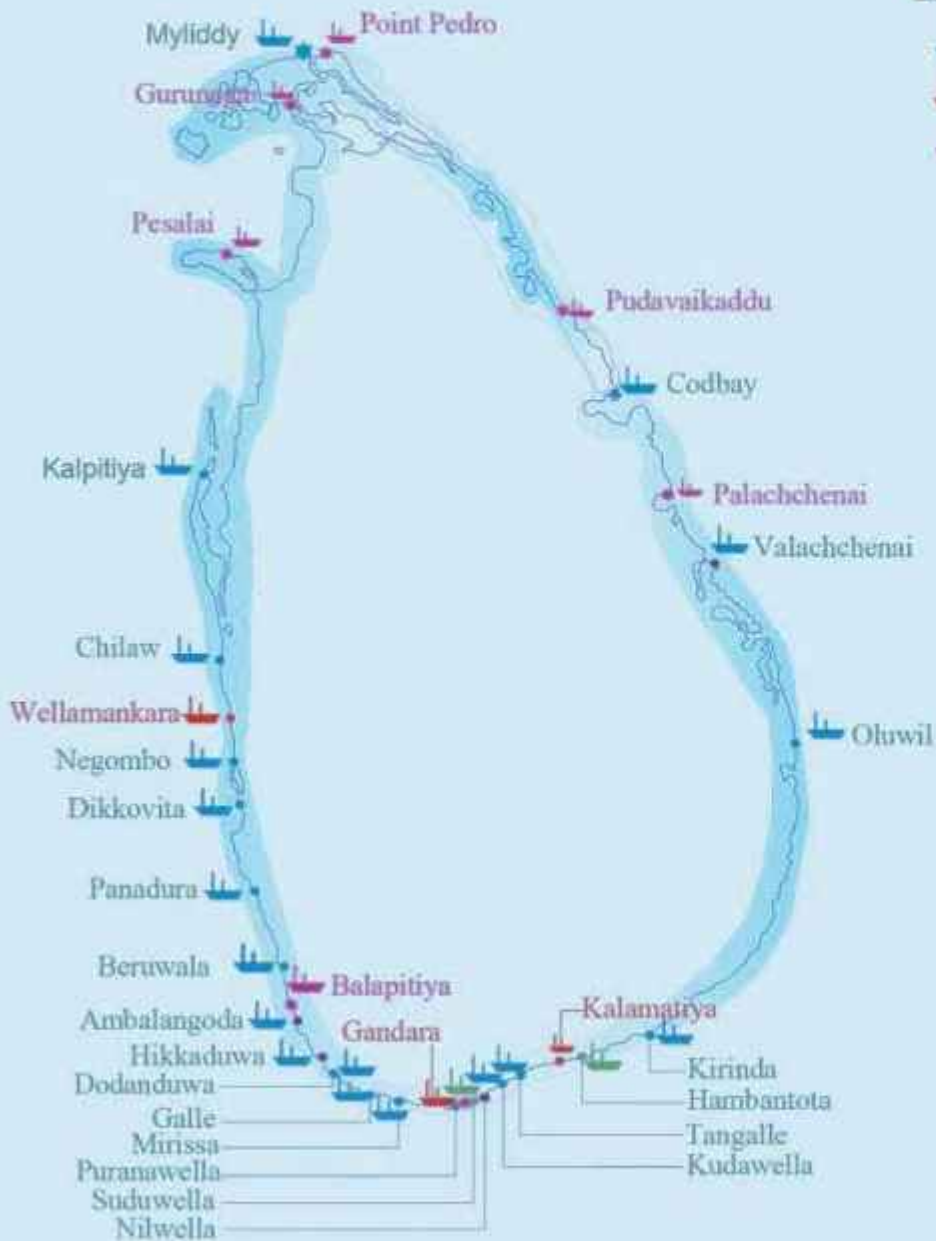 Myliddy
Point Pedro
Pesalai
Pudavaikaddu
Codbay
Kalpitiya
Palachchenai
Valachchenai
Chilaw
Wellamankara
Oluwil
Negombo
Dikkovita
Panadura
Beruwala
Balapitiya
Ambalangoda
Gandara
Hikkaduwa
Kirinda
Dodanduwa
Hambantota
Galle
Tangalle
Mirissa
Kudawella
Puranawella
Suduwella
Nilwella